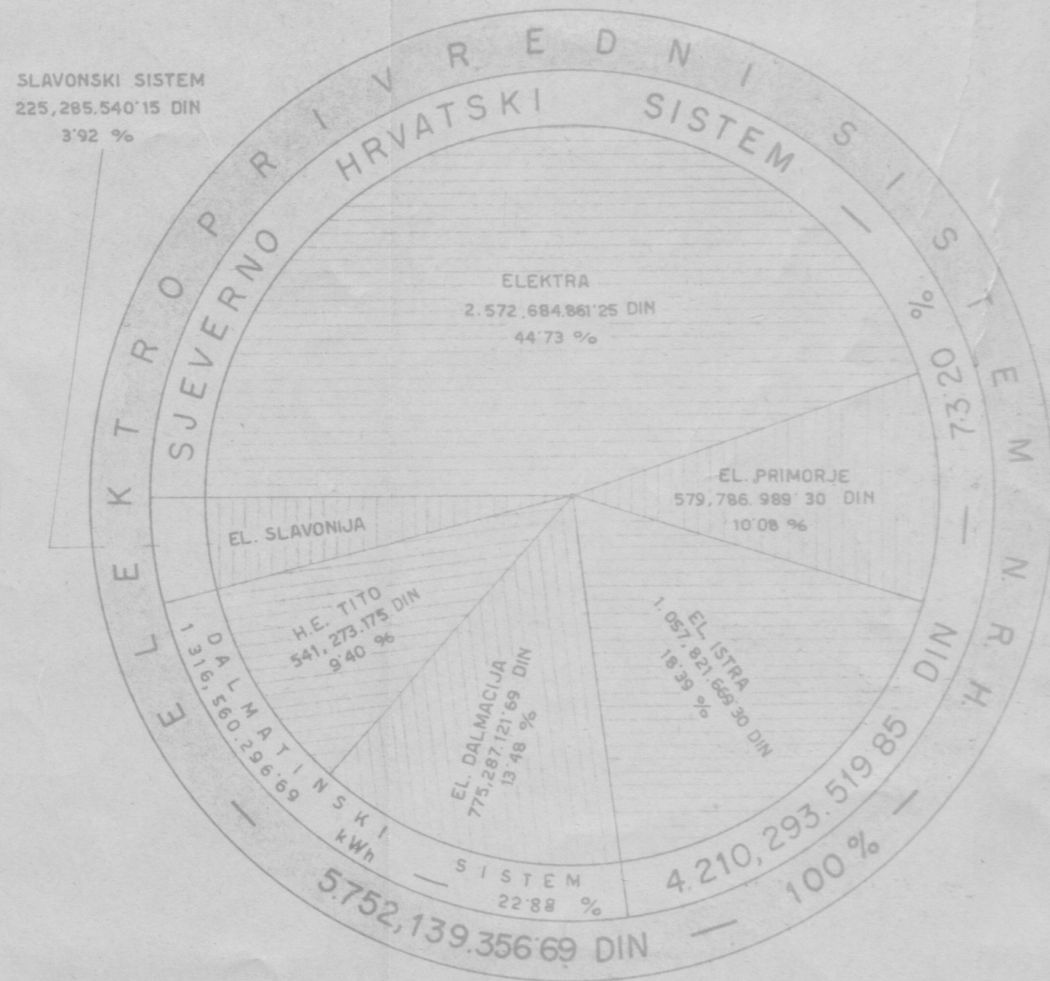 ELEKTROPRIVREDNI SISTEM N.R.H. — 100 % — 5.752,139.356'69 DIN —
SJEVERNO HRVATSKI SISTEM — % 73'20 — 4.210,293.519'85 DIN
SLAVONSKI SISTEM
225,285.540'15 DIN
3'92 %
ELEKTRA
2.572,684.861'25 DIN
44'73 %
EL. PRIMORJE
579,786.989'30 DIN
10'08 %
EL. ISTRA
1.057,821.669'30 DIN
18'39 %
EL. DALMACIJA
775,287.121'69 DIN
13'48 %
H.E. TITO
541,273.175 DIN
9'40 %
EL. SLAVONIJA
DALMATINSKI — SISTEM
1 316,560.296'69 kWh
22'88 %